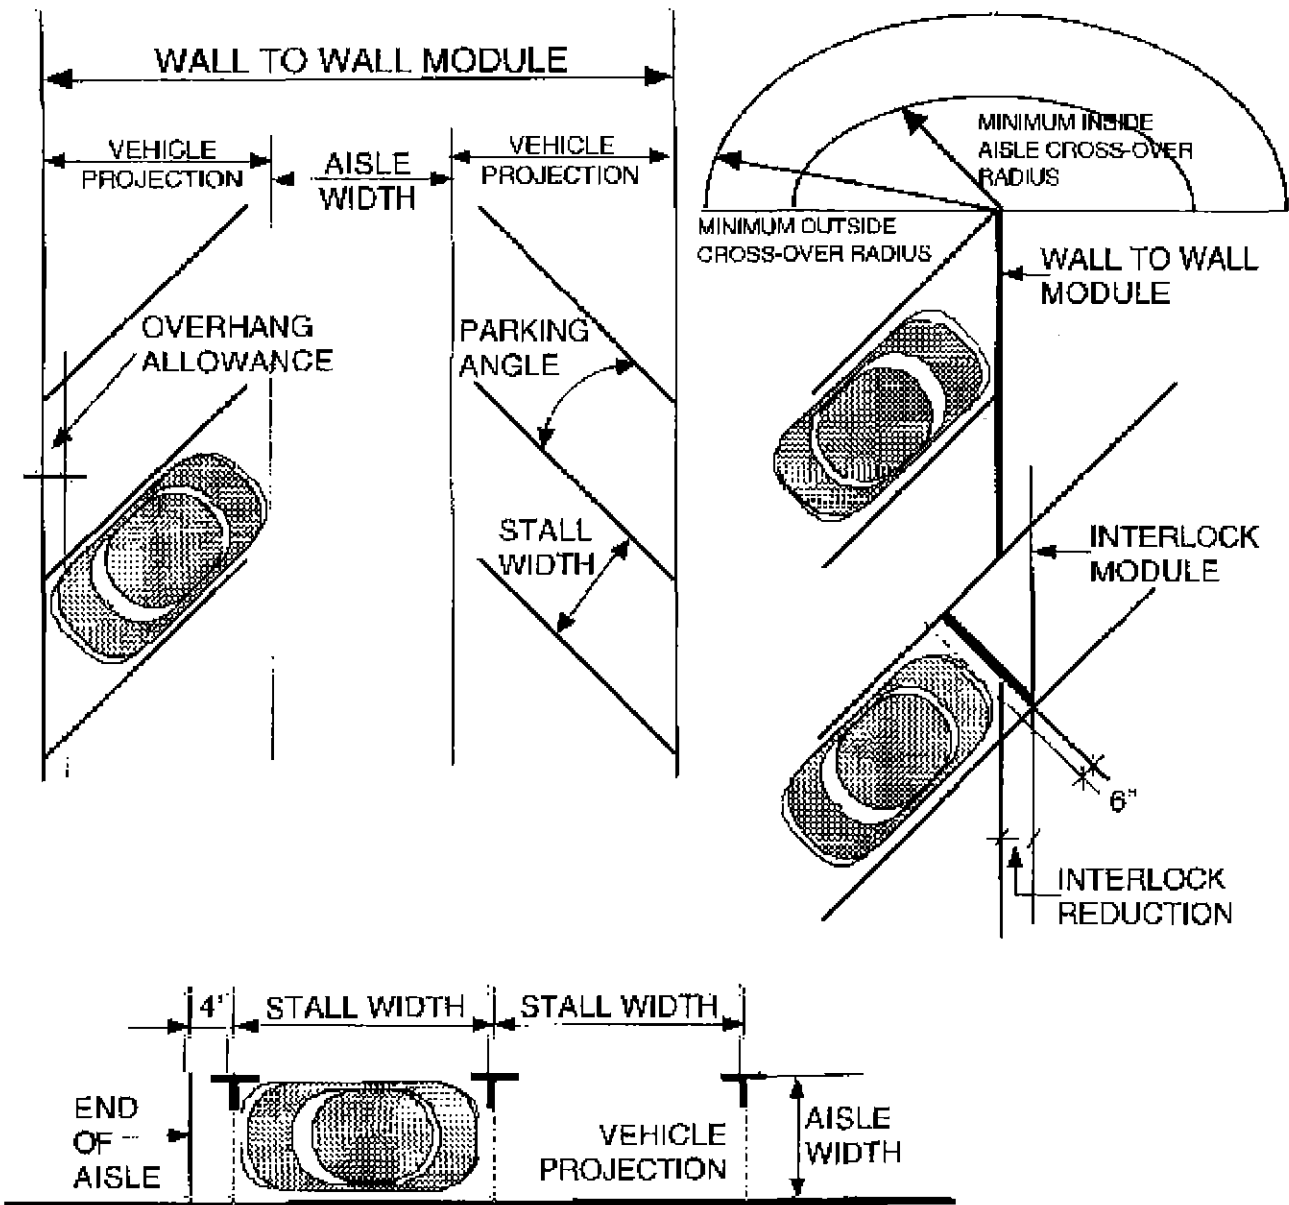 WALL TO WALL MODULE
VEHICLE
PROJECTION
AISLE
WIDTH
VEHICLE
PROJECTION
OVERHANG
ALLOWANCE
PARKING
ANGLE
STALL
WIDTH
MINIMUM INSIDE
AISLE CROSS-OVER
RADIUS
MINIMUM OUTSIDE
CROSS-OVER RADIUS
WALL TO WALL
MODULE
INTERLOCK
MODULE
6"
INTERLOCK
REDUCTION
4'
STALL WIDTH
STALL WIDTH
END
OF
AISLE
VEHICLE
PROJECTION
AISLE
WIDTH